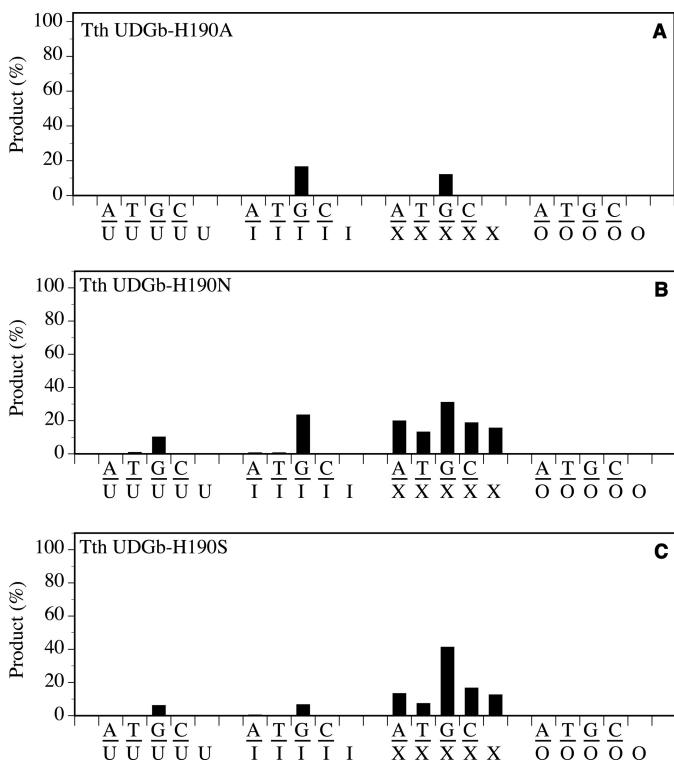 Tth UDGb-H190A
A
Product (%)
100
80
60
40
20
0
A T G C A T G C A T G C A T G C
U U U U U I I I I I X X X X X O O O O O
Tth UDGb-H190N
B
Product (%)
100
80
60
40
20
0
A T G C A T G C A T G C A T G C
U U U U U I I I I I X X X X X O O O O O
Tth UDGb-H190S
C
Product (%)
100
80
60
40
20
0
A T G C A T G C A T G C A T G C
U U U U U I I I I I X X X X X O O O O O